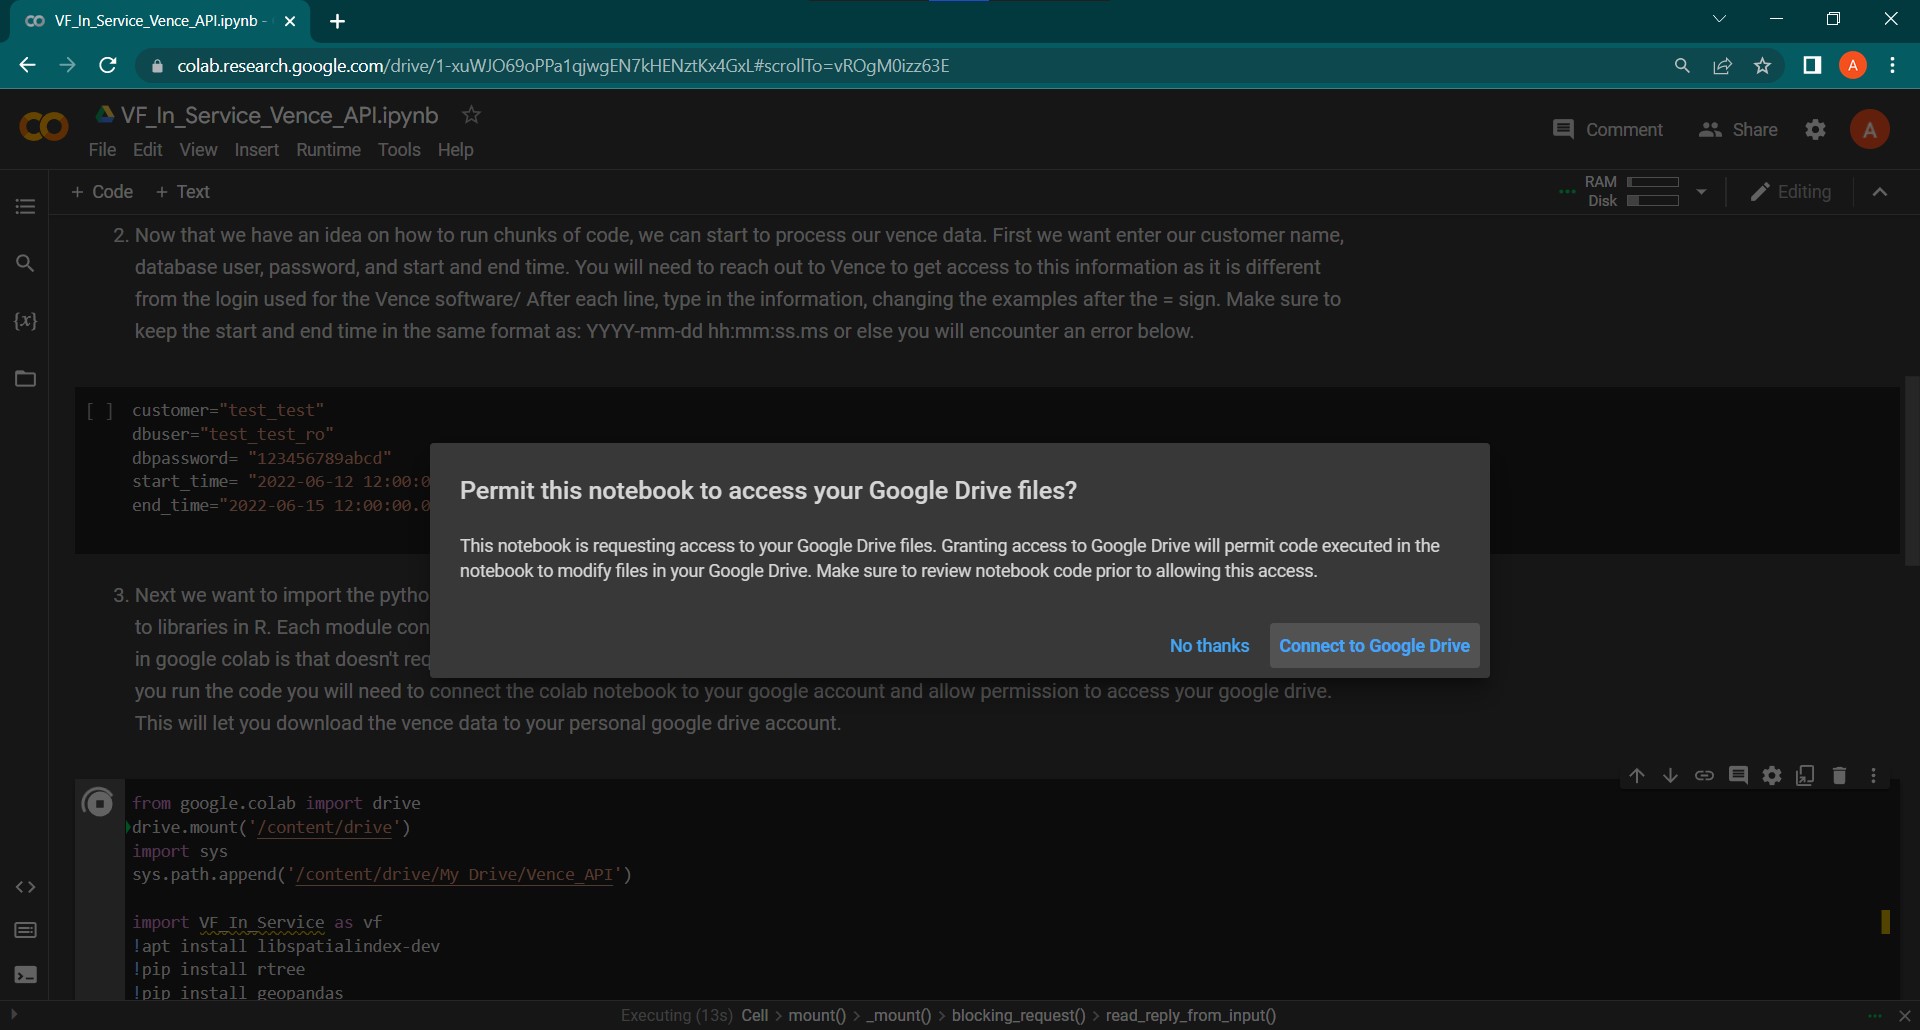 VF_In_Service_Vence_API.ipynb -
colab.research.google.com/drive/1-xuWJO69oPPa1qjwgEN7kHENztKx4GxL#scrollTo=vROgM0izz63E
A
VF_In_Service_Vence_API.ipynb
File Edit View Insert Runtime Tools Help
Comment Share A
+ Code + Text
RAM
Disk
Editing
2. Now that we have an idea on how to run chunks of code, we can start to process our vence data. First we want enter our customer name,
database user, password, and start and end time. You will need to reach out to Vence to get access to this information as it is different
from the login used for the Vence software/ After each line, type in the information, changing the examples after the = sign. Make sure to
keep the start and end time in the same format as: YYYY-mm-dd hh:mm:ss.ms or else you will encounter an error below.
{x}
[ ] customer="test_test"
dbuser="test_test_ro"
dbpassword= "123456789abcd"
start_time= "2022-06-12 12:00:0
end_time="2022-06-15 12:00:00.0
Permit this notebook to access your Google Drive files?
This notebook is requesting access to your Google Drive files. Granting access to Google Drive will permit code executed in the
notebook to modify files in your Google Drive. Make sure to review notebook code prior to allowing this access.
No thanks Connect to Google Drive
3. Next we want to import the pytho
to libraries in R. Each module con
in google colab is that doesn't req
you run the code you will need to connect the colab notebook to your google account and allow permission to access your google drive.
This will let you download the vence data to your personal google drive account.
from google.colab import drive
drive.mount('/content/drive')
import sys
sys.path.append('/content/drive/My Drive/Vence_API')
import VF_In_Service as vf
!apt install libspatialindex-dev
!pip install rtree
!pip install geopandas
Executing (13s) Cell > mount() > _mount() > blocking_request() > read_reply_from_input()